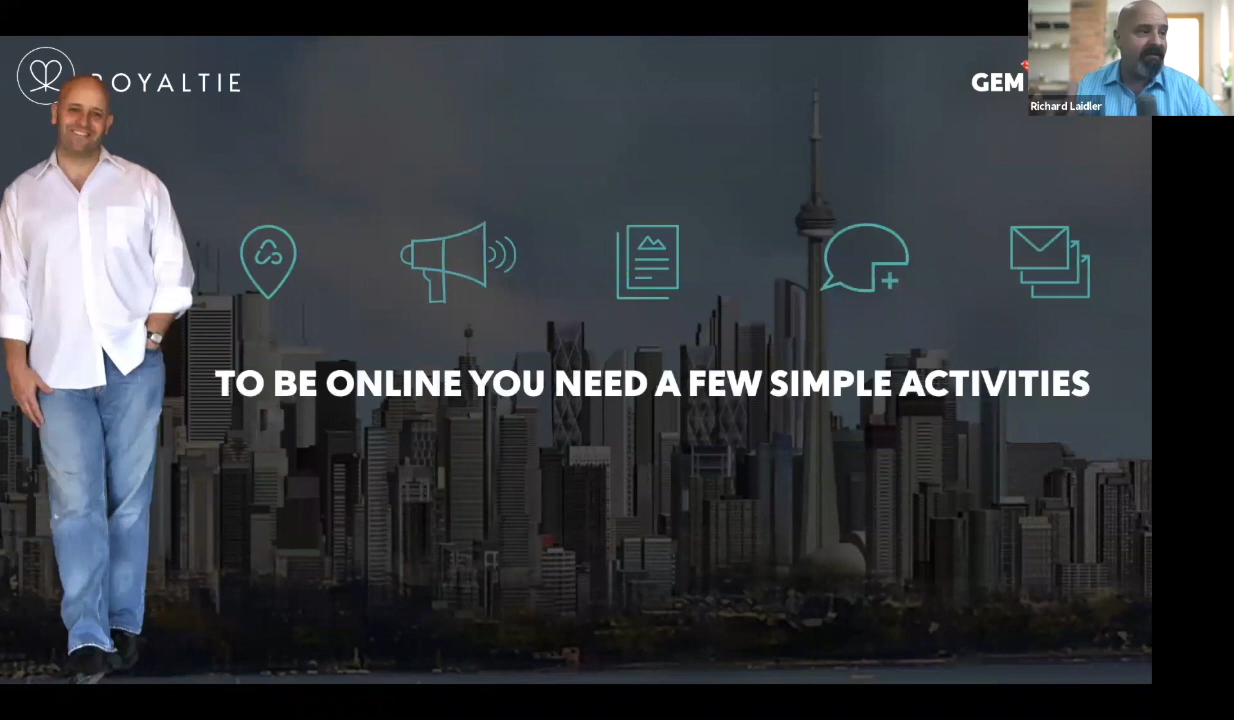 ROYALTIE
GEM
Richard Laidler
TO BE ONLINE YOU NEED A FEW SIMPLE ACTIVITIES